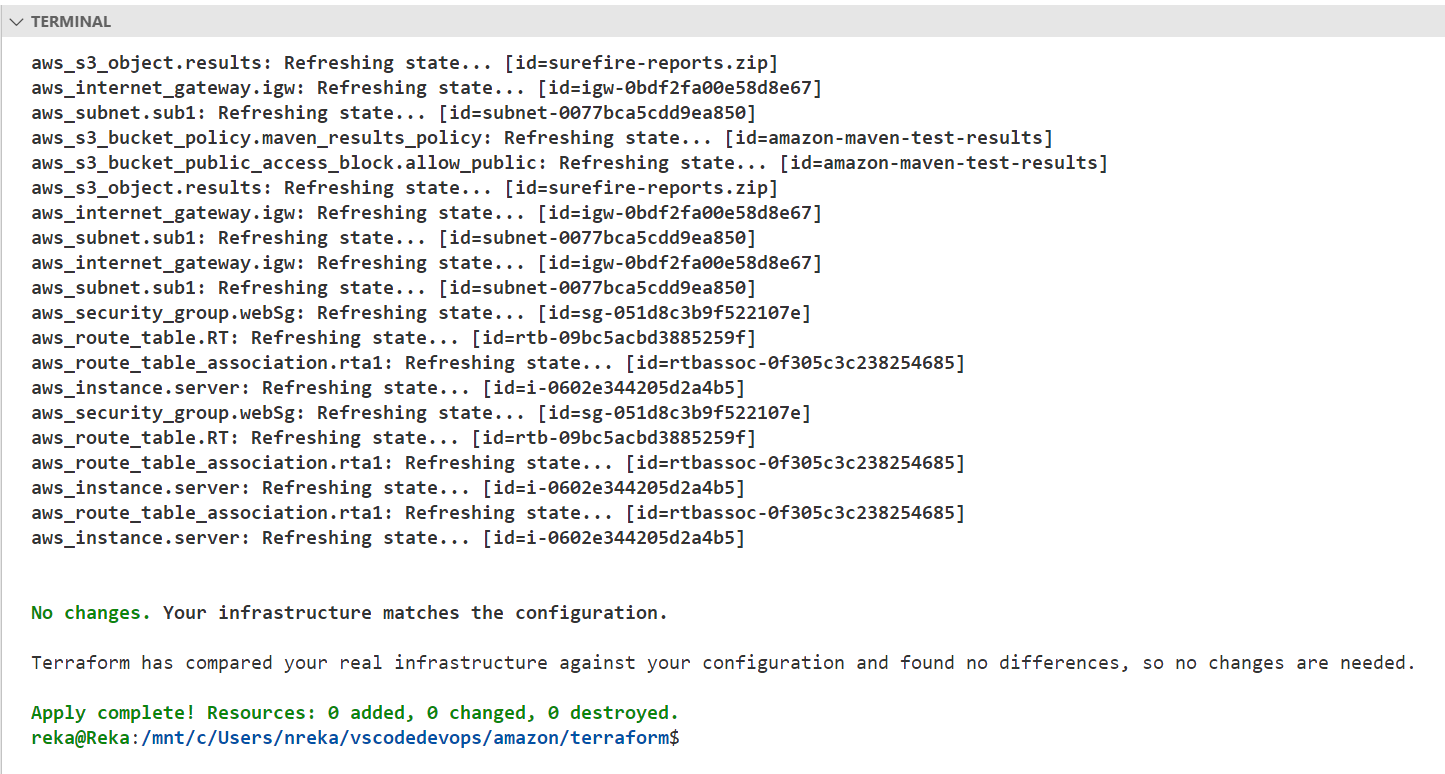 TERMINAL
aws_s3_object.results: Refreshing state... [id=surefire-reports.zip]
aws_internet_gateway.igw: Refreshing state... [id=igw-0bdf2fa00e58d8e67]
aws_subnet.sub1: Refreshing state... [id=subnet-0077bca5cdd9ea850]
aws_s3_bucket_policy.maven_results_policy: Refreshing state... [id=amazon-maven-test-results]
aws_s3_bucket_public_access_block.allow_public: Refreshing state... [id=amazon-maven-test-results]
aws_s3_object.results: Refreshing state... [id=surefire-reports.zip]
aws_internet_gateway.igw: Refreshing state... [id=igw-0bdf2fa00e58d8e67]
aws_subnet.sub1: Refreshing state... [id=subnet-0077bca5cdd9ea850]
aws_internet_gateway.igw: Refreshing state... [id=igw-0bdf2fa00e58d8e67]
aws_subnet.sub1: Refreshing state... [id=subnet-0077bca5cdd9ea850]
aws_security_group.webSg: Refreshing state... [id=sg-051d8c3b9f522107e]
aws_route_table.RT: Refreshing state... [id=rtb-09bc5acbd3885259f]
aws_route_table_association.rta1: Refreshing state... [id=rtbassoc-0f305c3c238254685]
aws_instance.server: Refreshing state... [id=i-0602e344205d2a4b5]
aws_security_group.webSg: Refreshing state... [id=sg-051d8c3b9f522107e]
aws_route_table.RT: Refreshing state... [id=rtb-09bc5acbd3885259f]
aws_route_table_association.rta1: Refreshing state... [id=rtbassoc-0f305c3c238254685]
aws_instance.server: Refreshing state... [id=i-0602e344205d2a4b5]
aws_route_table_association.rta1: Refreshing state... [id=rtbassoc-0f305c3c238254685]
aws_instance.server: Refreshing state... [id=i-0602e344205d2a4b5]
No changes. Your infrastructure matches the configuration.
Terraform has compared your real infrastructure against your configuration and found no differences, so no changes are needed.
Apply complete! Resources: 0 added, 0 changed, 0 destroyed.
reka@Reka:/mnt/c/Users/nreka/vscodedevops/amazon/terraform$